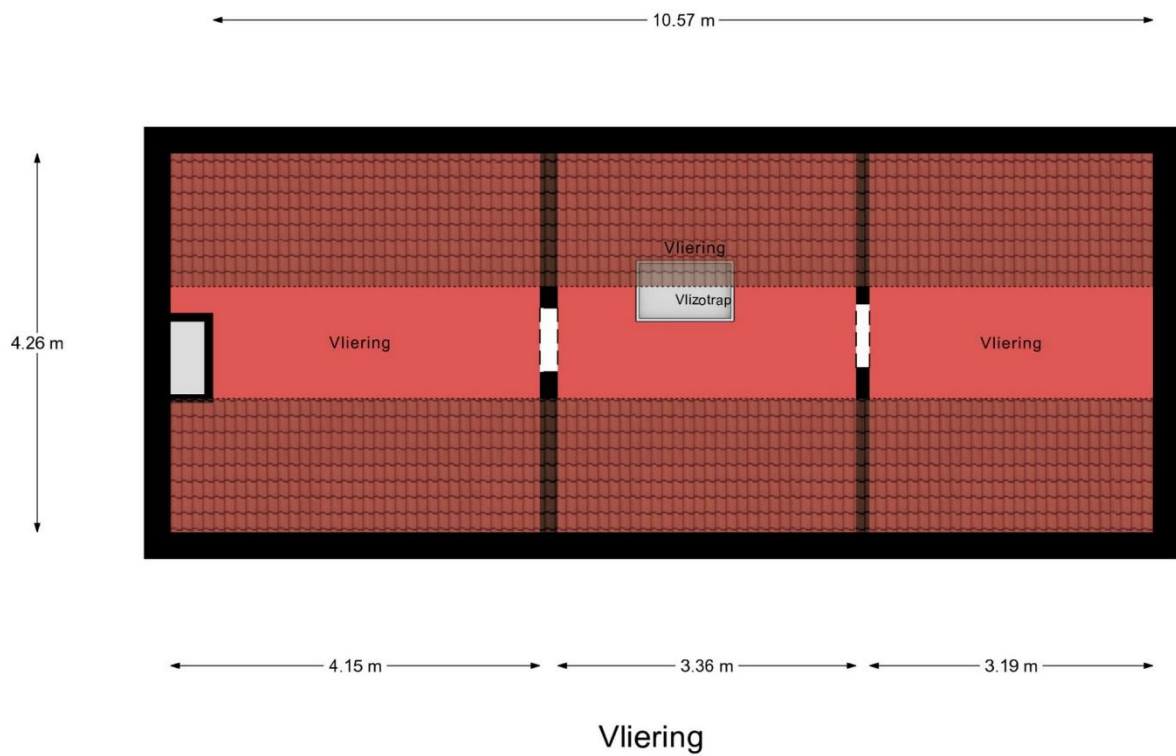 10.57 m
Vliering
Vlizotrap
4.26 m
Vliering
Vliering
4.15 m
3.36 m
3.19 m
Vliering